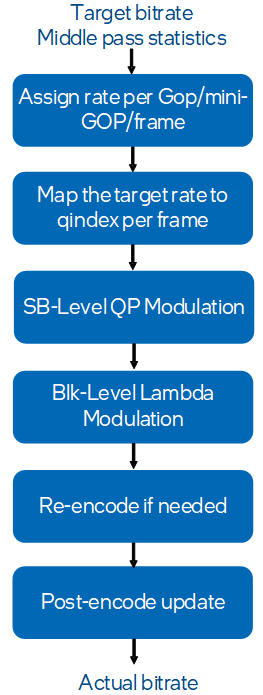 Target bitrate
Middle pass statistics
Assign rate per Gop/mini-
GOP/frame
Map the target rate to
qindex per frame
SB-Level QP Modulation
Blk-Level Lambda
Modulation
Re-encode if needed
Post-encode update
Actual bitrate